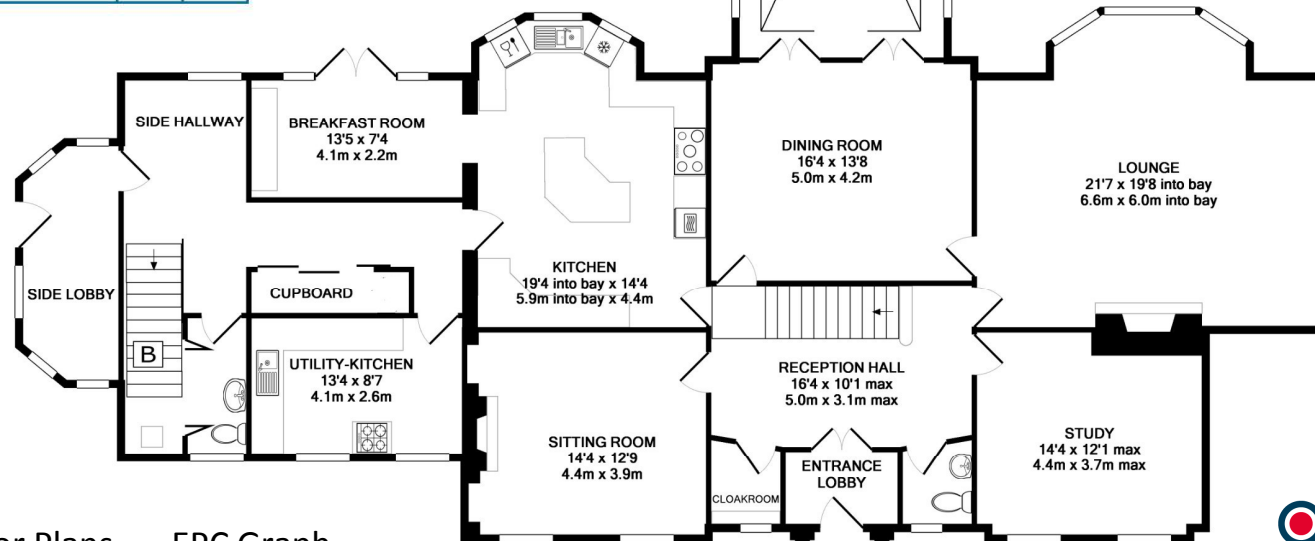 SIDE HALLWAY
BREAKFAST ROOM
13'5 x 7'4
4.1m x 2.2m
DINING ROOM
16'4 x 13'8
5.0m x 4.2m
LOUNGE
21'7 x 19'8 into bay
6.6m x 6.0m into bay
SIDE LOBBY
CUPBOARD
KITCHEN
19'4 into bay x 14'4
5.9m into bay x 4.4m
B
UTILITY-KITCHEN
13'4 x 8'7
4.1m x 2.6m
RECEPTION HALL
16'4 x 10'1 max
5.0m x 3.1m max
SITTING ROOM
14'4 x 12'9
4.4m x 3.9m
STUDY
14'4 x 12'1 max
4.4m x 3.7m max
ENTRANCE
LOBBY
CLOAKROOM
or Plans EPC Graph